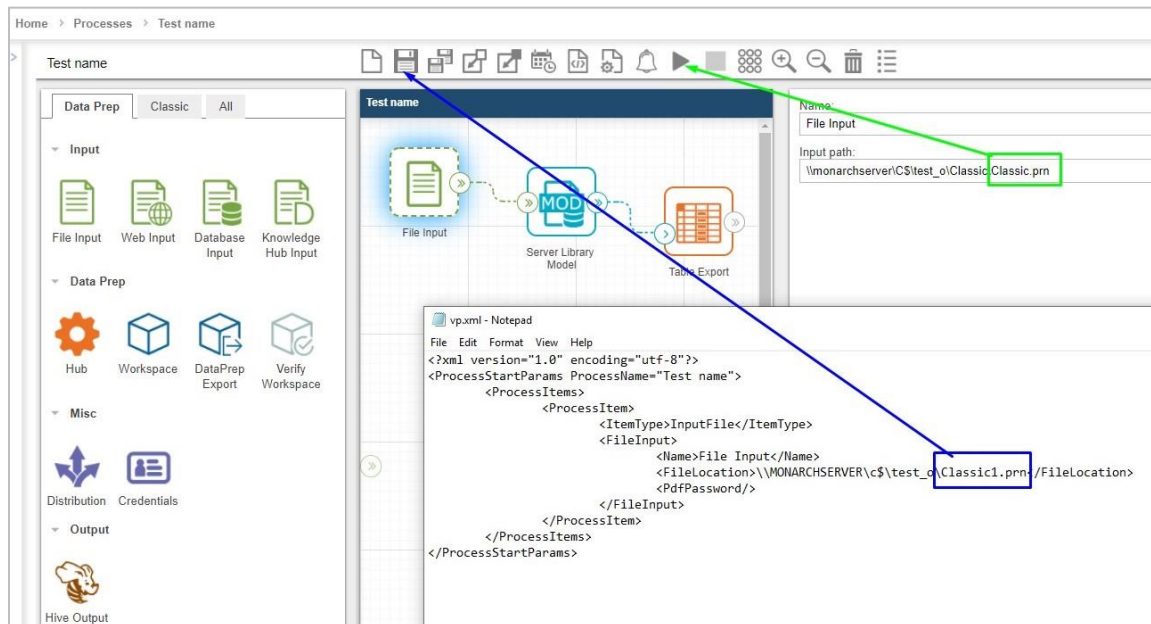 Home > Processes > Test name
Test name
Data Prep Classic All
Input
File Input Web Input Database Input Knowledge Hub Input
Data Prep
Hub Workspace DataPrep Export Verify Workspace
Misc
Distribution Credentials
Output
Hive Output
Test name
File Input
MOD
Server Library Model
Table Export
Name:
File Input
Input path:
\\monarchserver\C$\test_o\Classic\Classic.prn
vp.xml - Notepad
File Edit Format View Help
<?xml version="1.0" encoding="utf-8"?>
<ProcessStartParams ProcessName="Test name">
<ProcessItems>
<ProcessItem>
<ItemType>InputFile</ItemType>
<FileInput>
<Name>File Input</Name>
<FileLocation>\\MONARCHSERVER\c$\test_o\Classic1.prn</FileLocation>
<PdfPassword/>
</FileInput>
</ProcessItem>
</ProcessItems>
</ProcessStartParams>